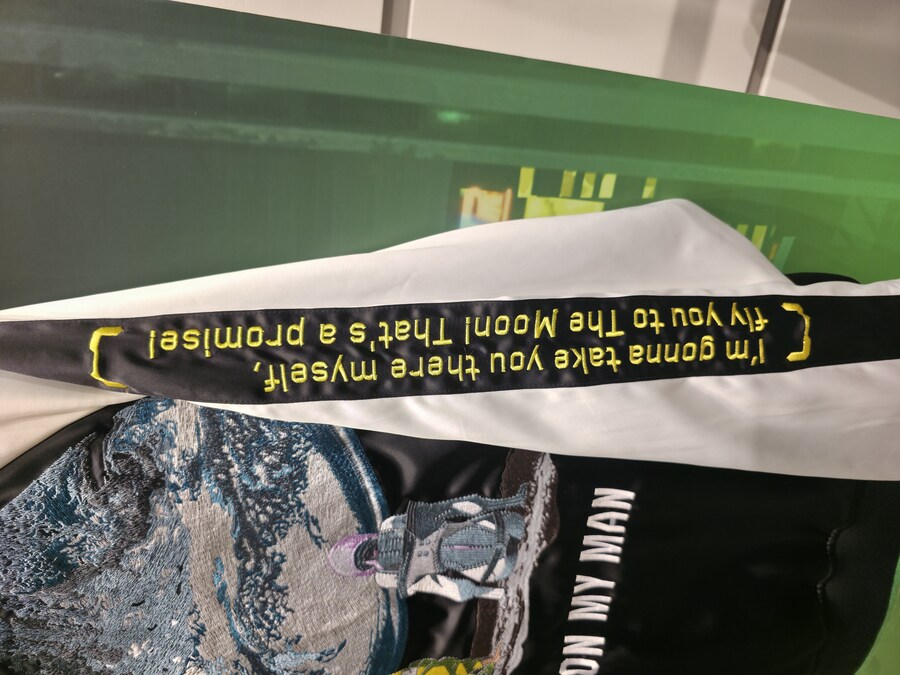 I'm gonna take you there myself,
fly you to The Moon! That's a promise!
ON MY MAN